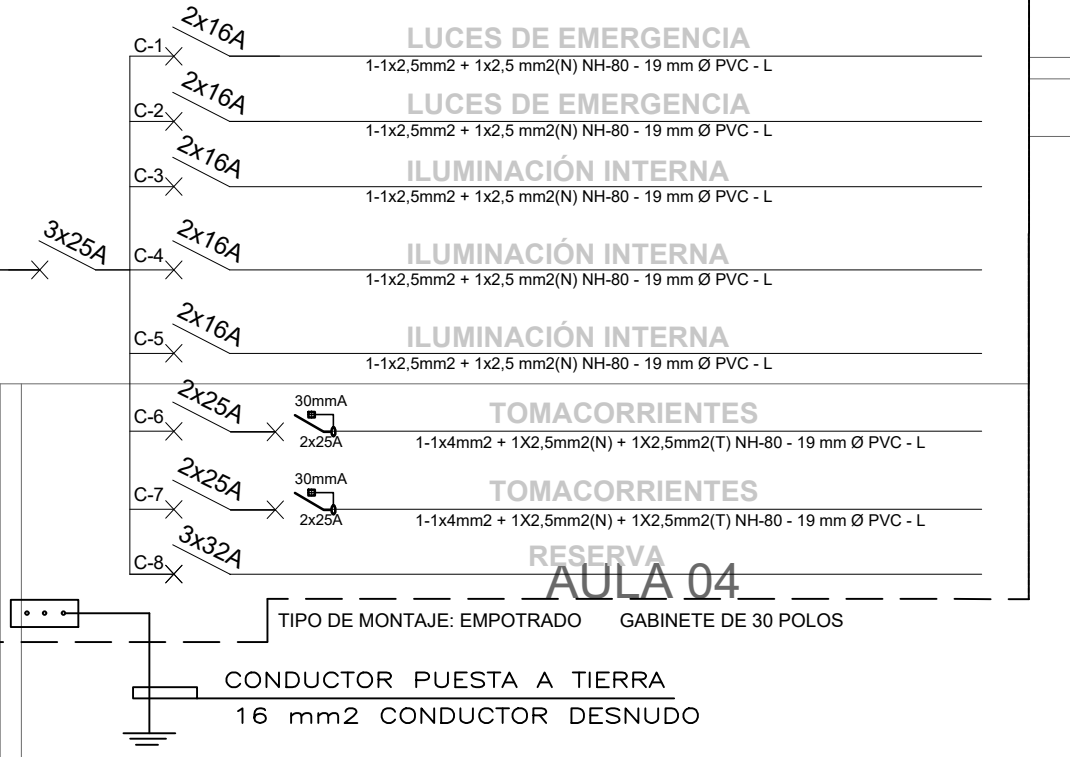 2x16A
C-1
LUCES DE EMERGENCIA
1-1x2,5mm2 + 1x2,5 mm2(N) NH-80 - 19 mm Ø PVC - L
2x16A
C-2
LUCES DE EMERGENCIA
1-1x2,5mm2 + 1x2,5 mm2(N) NH-80 - 19 mm Ø PVC - L
2x16A
C-3
ILUMINACIÓN INTERNA
1-1x2,5mm2 + 1x2,5 mm2(N) NH-80 - 19 mm Ø PVC - L
3x25A
2x16A
C-4
ILUMINACIÓN INTERNA
1-1x2,5mm2 + 1x2,5 mm2(N) NH-80 - 19 mm Ø PVC - L
2x16A
C-5
ILUMINACIÓN INTERNA
1-1x2,5mm2 + 1x2,5 mm2(N) NH-80 - 19 mm Ø PVC - L
2x25A
C-6
30mmA
2x25A
TOMACORRIENTES
1-1x4mm2 + 1X2,5mm2(N) + 1X2,5mm2(T) NH-80 - 19 mm Ø PVC - L
2x25A
C-7
30mmA
2x25A
TOMACORRIENTES
1-1x4mm2 + 1X2,5mm2(N) + 1X2,5mm2(T) NH-80 - 19 mm Ø PVC - L
3x32A
C-8
RESERVA
AULA 04
TIPO DE MONTAJE: EMPOTRADO GABINETE DE 30 POLOS
CONDUCTOR PUESTA A TIERRA
16 mm2 CONDUCTOR DESNUDO